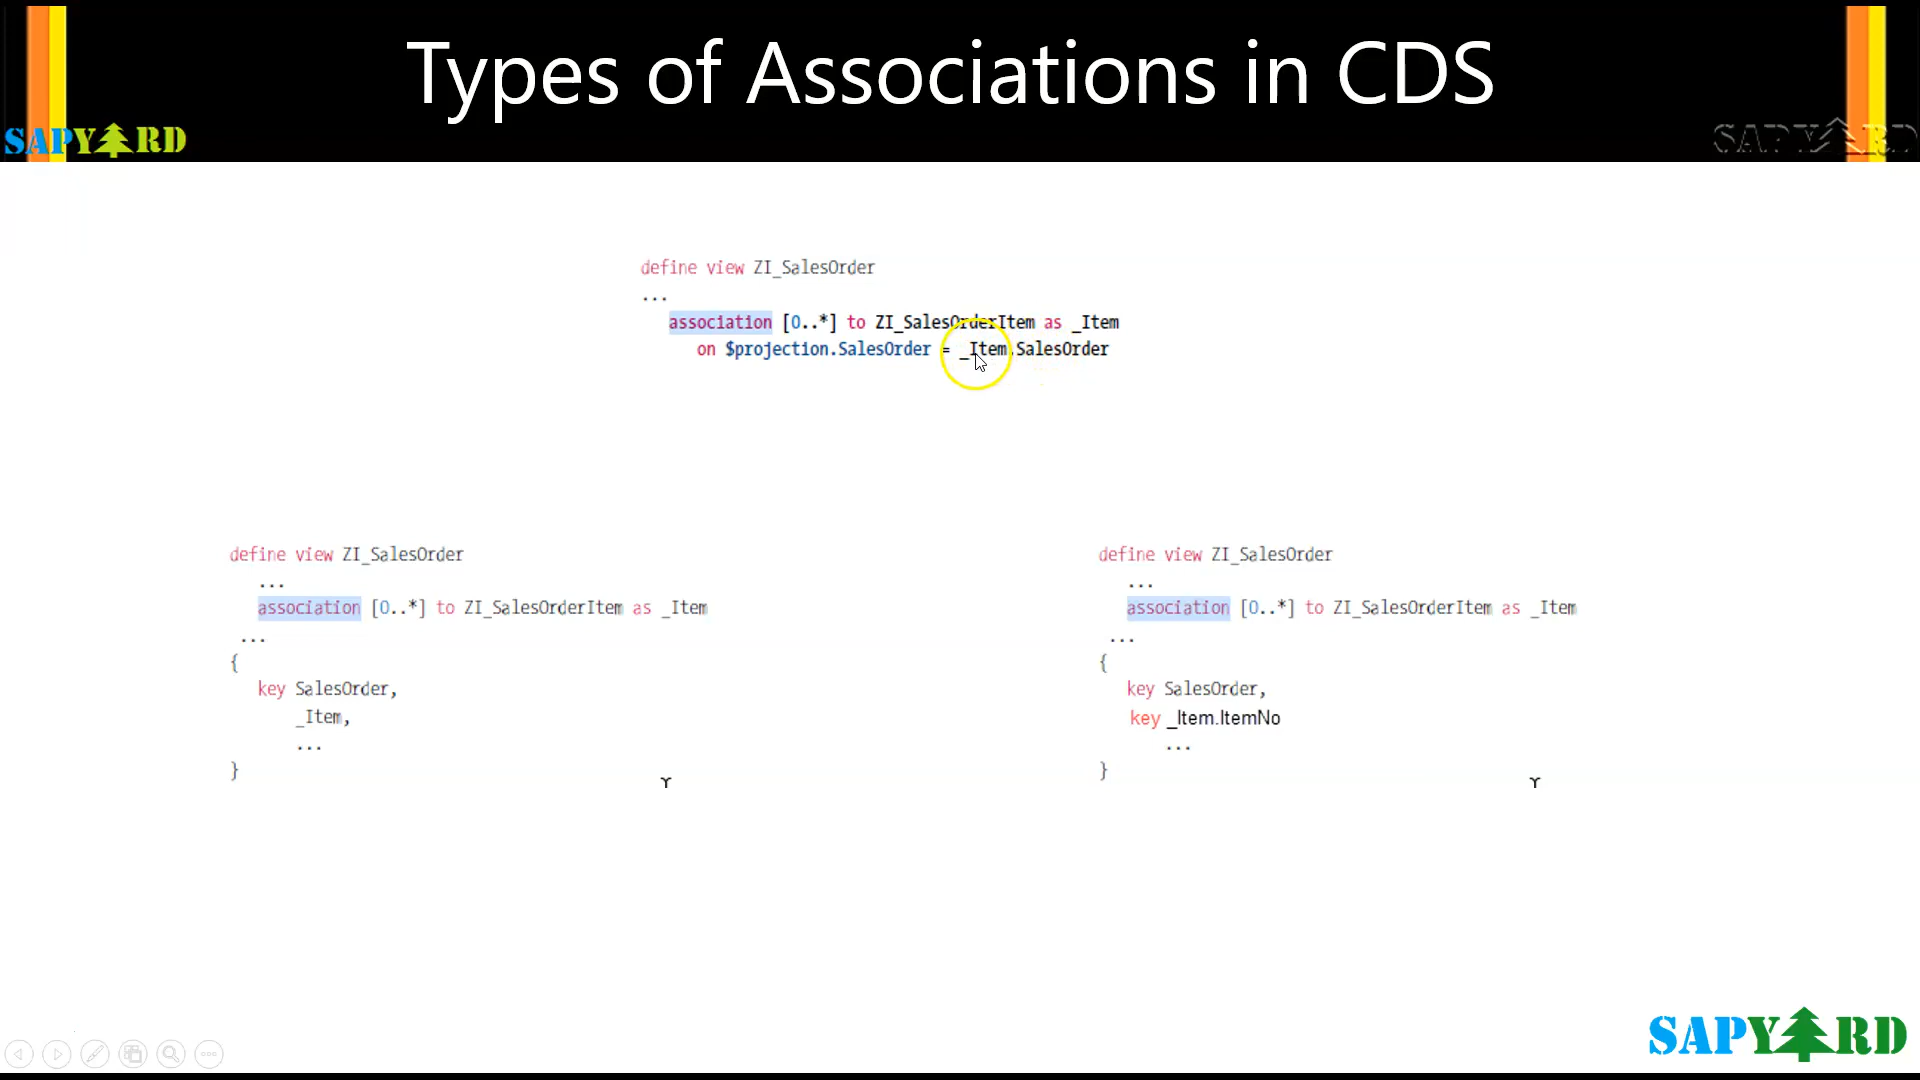 Types of Associations in CDS
SAPYARD
SAPYARD
define view ZI_SalesOrder
...
association [0..*] to ZI_SalesOrderItem as _Item
on $projection.SalesOrder = _Item.SalesOrder
define view ZI_SalesOrder
...
association [0..*] to ZI_SalesOrderItem as _Item
...
{
key SalesOrder,
_Item,
...
}
define view ZI_SalesOrder
...
association [0..*] to ZI_SalesOrderItem as _Item
...
{
key SalesOrder,
key _Item.ItemNo
...
}
SAPYARD